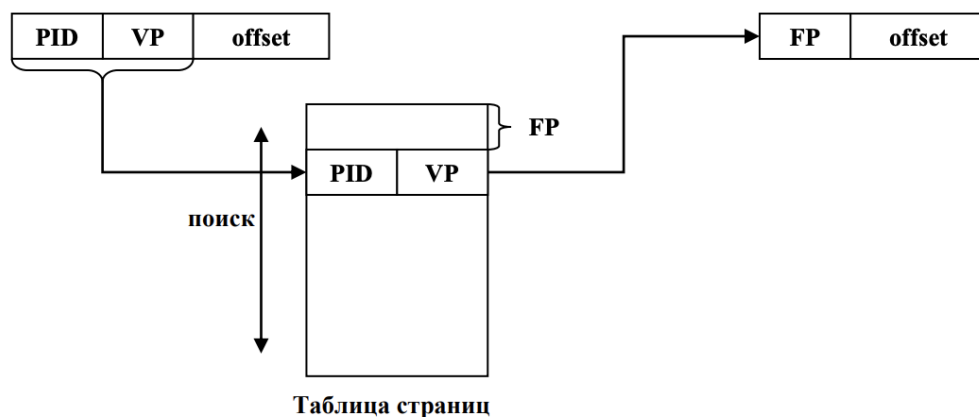 PID VP offset
FP offset
FP
PID VP
поиск
Таблица страниц